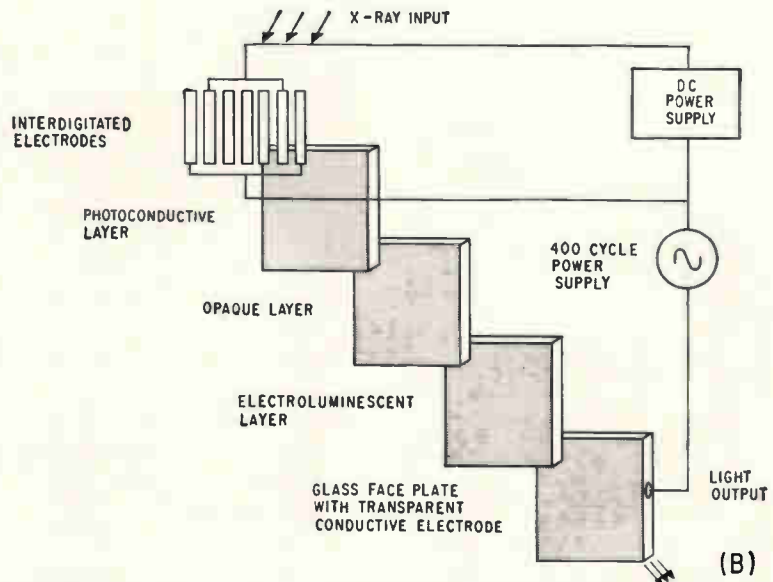 X-RAY INPUT
DC
POWER
SUPPLY
INTERDIGITATED
ELECTRODES
PHOTOCONDUCTIVE
LAYER
400 CYCLE
POWER
SUPPLY
OPAQUE LAYER
ELECTROLUMINESCENT
LAYER
GLASS FACE PLATE
WITH TRANSPARENT
CONDUCTIVE ELECTRODE
LIGHT
OUTPUT
(B)